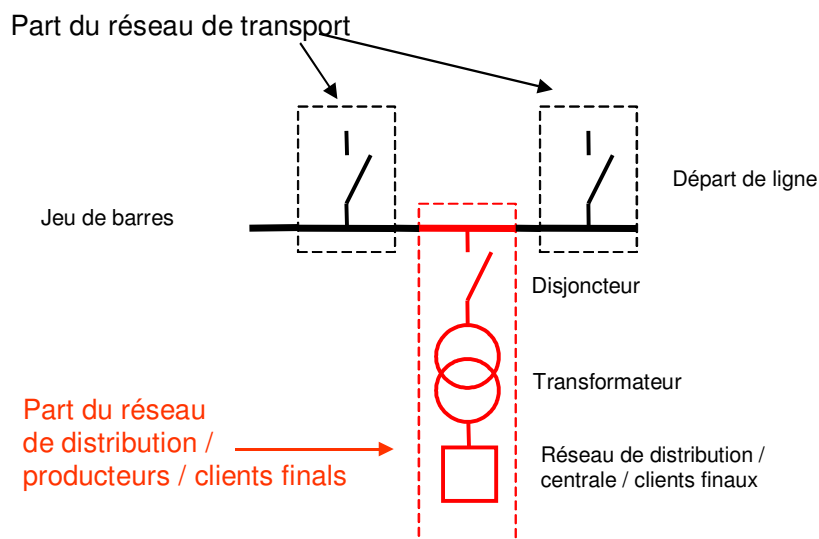 Part du réseau de transport
Départ de ligne
Jeu de barres
Disjoncteur
Transformateur
Part du réseau
de distribution /
producteurs / clients finals
Réseau de distribution /
centrale / clients finaux